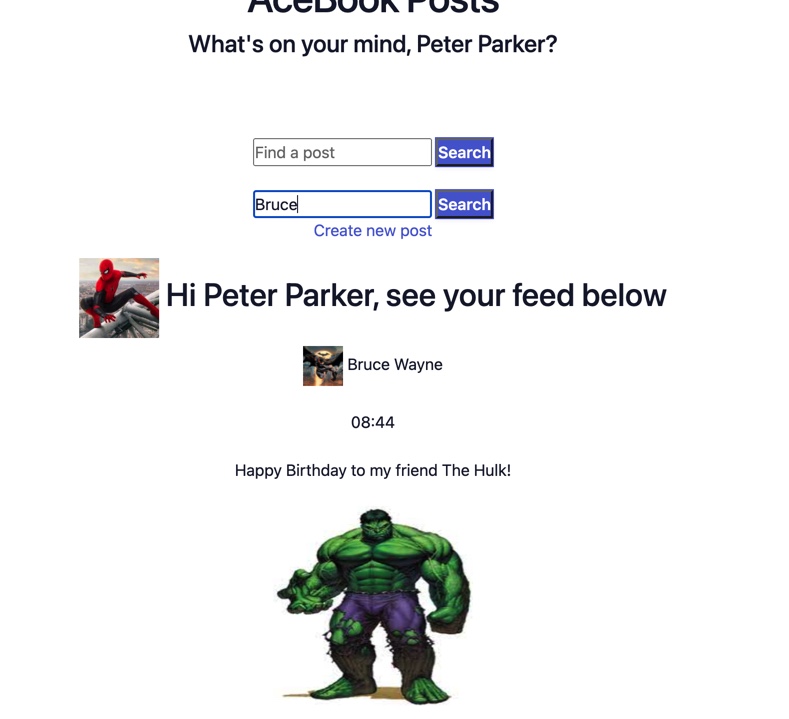 AceBook Posts
What's on your mind, Peter Parker?
Find a post Search
Bruce Search
Create new post
Hi Peter Parker, see your feed below
Bruce Wayne
08:44
Happy Birthday to my friend The Hulk!